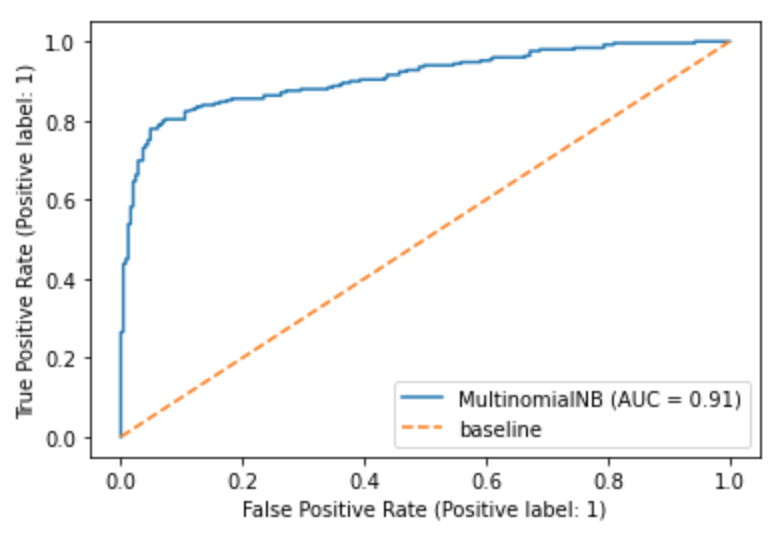 1.0
0.8
0.6
0.4
0.2
0.0
True Positive Rate (Positive label: 1)
MultinomialNB (AUC = 0.91)
baseline
0.0 0.2 0.4 0.6 0.8 1.0
False Positive Rate (Positive label: 1)